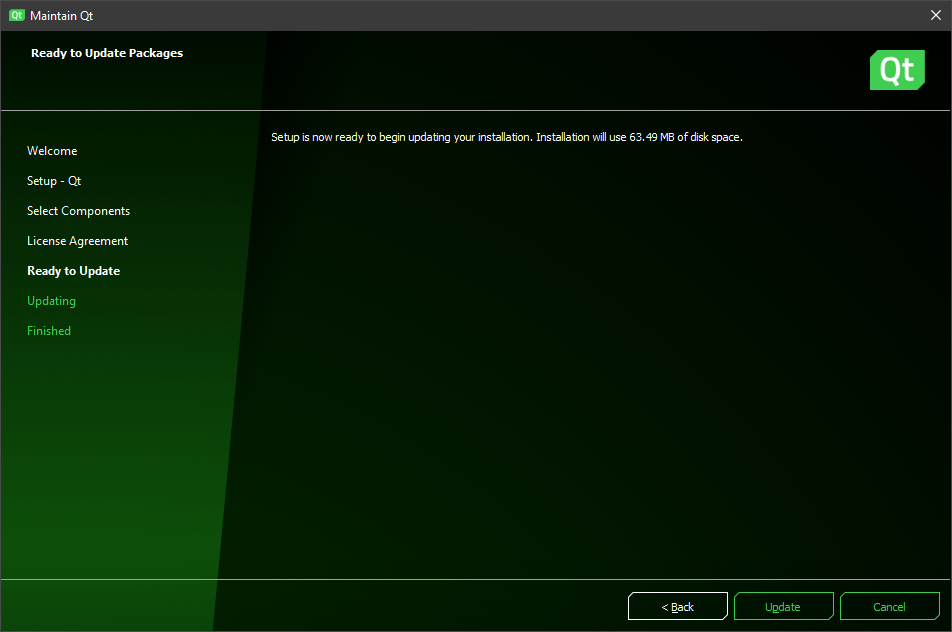 Qt Maintain Qt
Ready to Update Packages
Qt
Setup is now ready to begin updating your installation. Installation will use 63.49 MB of disk space.
Welcome
Setup - Qt
Select Components
License Agreement
Ready to Update
Updating
Finished
< Back Update Cancel